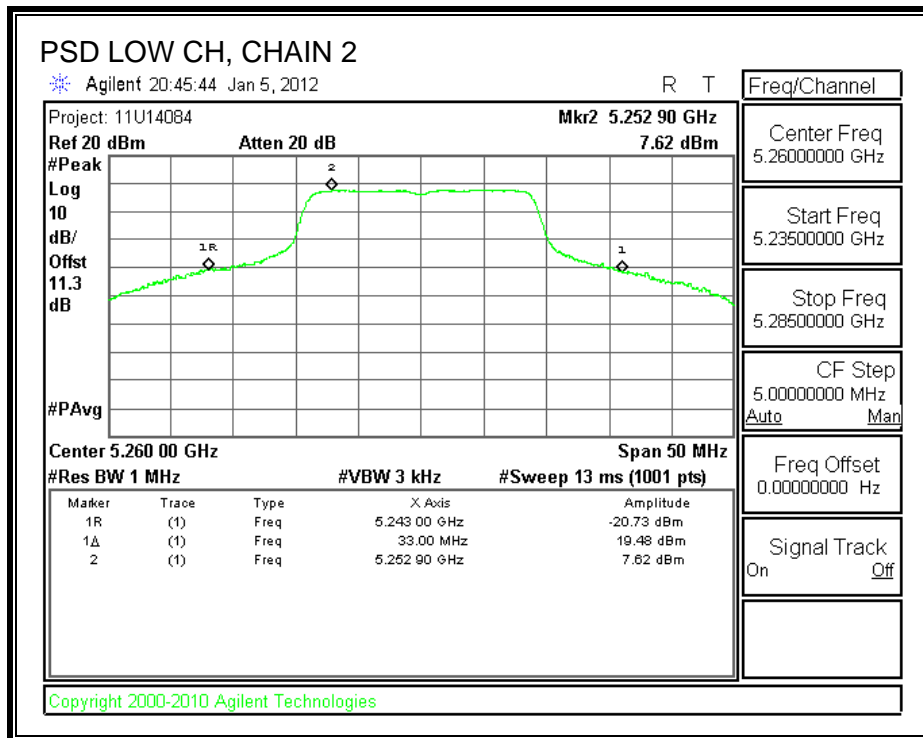 PSD LOW CH, CHAIN 2
Agilent 20:45:44 Jan 5, 2012 R T
Project: 11U14084 Mkr2 5.252 90 GHz
Ref 20 dBm Atten 20 dB 7.62 dBm
#Peak
Log
10
dB/
Offst
11.3
dB
#PAvg
2
1R
1
Center 5.260 00 GHz Span 50 MHz
#Res BW 1 MHz #VBW 3 kHz #Sweep 13 ms (1001 pts)
Marker Trace Type X Axis Amplitude
1R (1) Freq 5.243 00 GHz -20.73 dBm
1Δ (1) Freq 33.00 MHz 19.48 dBm
2 (1) Freq 5.252 90 GHz 7.62 dBm
Freq/Channel
Center Freq
5.26000000 GHz
Start Freq
5.23500000 GHz
Stop Freq
5.28500000 GHz
CF Step
5.00000000 MHz
Auto Man
Freq Offset
0.00000000 Hz
Signal Track
On Off
Copyright 2000-2010 Agilent Technologies